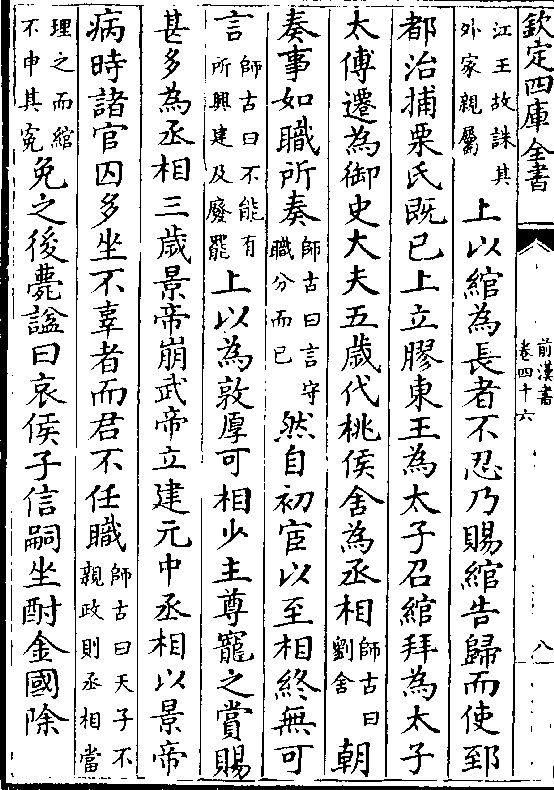 欽定四庫全書
前漢書
卷四十六
八
江王故誅其
外家親屬
上以綰為長者不忍乃賜綰告歸而使郅
都治捕栗氏既已上立膠東王為太子召綰拜為太子
太傅遷為御史大夫五歲代桃侯舍為丞相
師古曰
劉舍
朝
奏事如職所奏
師古曰言守
職分而已
然自初宦以至相終無可
言
師古曰不能有
所興建及廢罷
上以為敦厚可相少主尊寵之賞賜
甚多為丞相三歲景帝崩武帝立建元中丞相以景帝
病時諸官囚多坐不辜者而君不任職
師古曰天子不
親政則丞相當
理之而綰
不申其寃
免之後薨諡曰哀侯子信嗣坐酎金國除